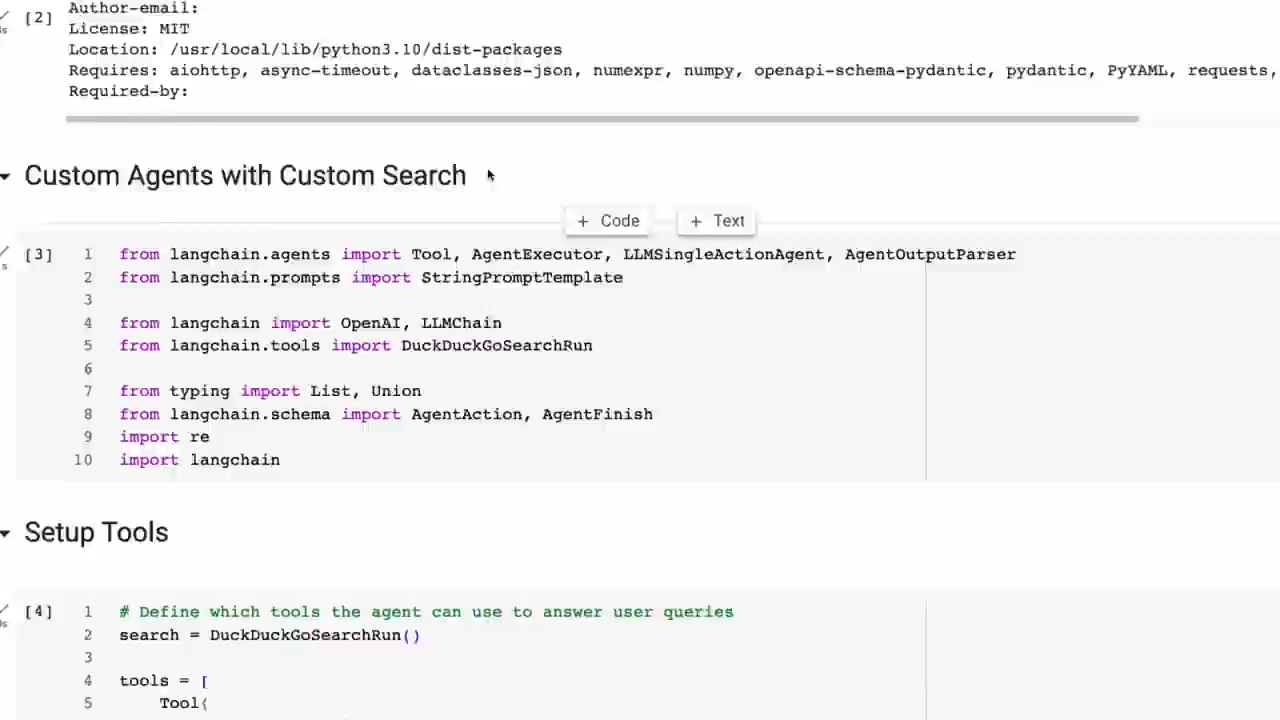 Author-email:
[2]
License: MIT
Location: /usr/local/lib/python3.10/dist-packages
Requires: aiohttp, async-timeout, dataclasses-json, numexpr, numpy, openapi-schema-pydantic, pydantic, PyYAML, requests,
Required-by:
Custom Agents with Custom Search
+ Code + Text
[3] 1 from langchain.agents import Tool, AgentExecutor, LLMSingleActionAgent, AgentOutputParser
2 from langchain.prompts import StringPromptTemplate
3
4 from langchain import OpenAI, LLMChain
5 from langchain.tools import DuckDuckGoSearchRun
6
7 from typing import List, Union
8 from langchain.schema import AgentAction, AgentFinish
9 import re
10 import langchain
Setup Tools
[4] 1 # Define which tools the agent can use to answer user queries
2 search = DuckDuckGoSearchRun()
3
4 tools = [
5 Tool(